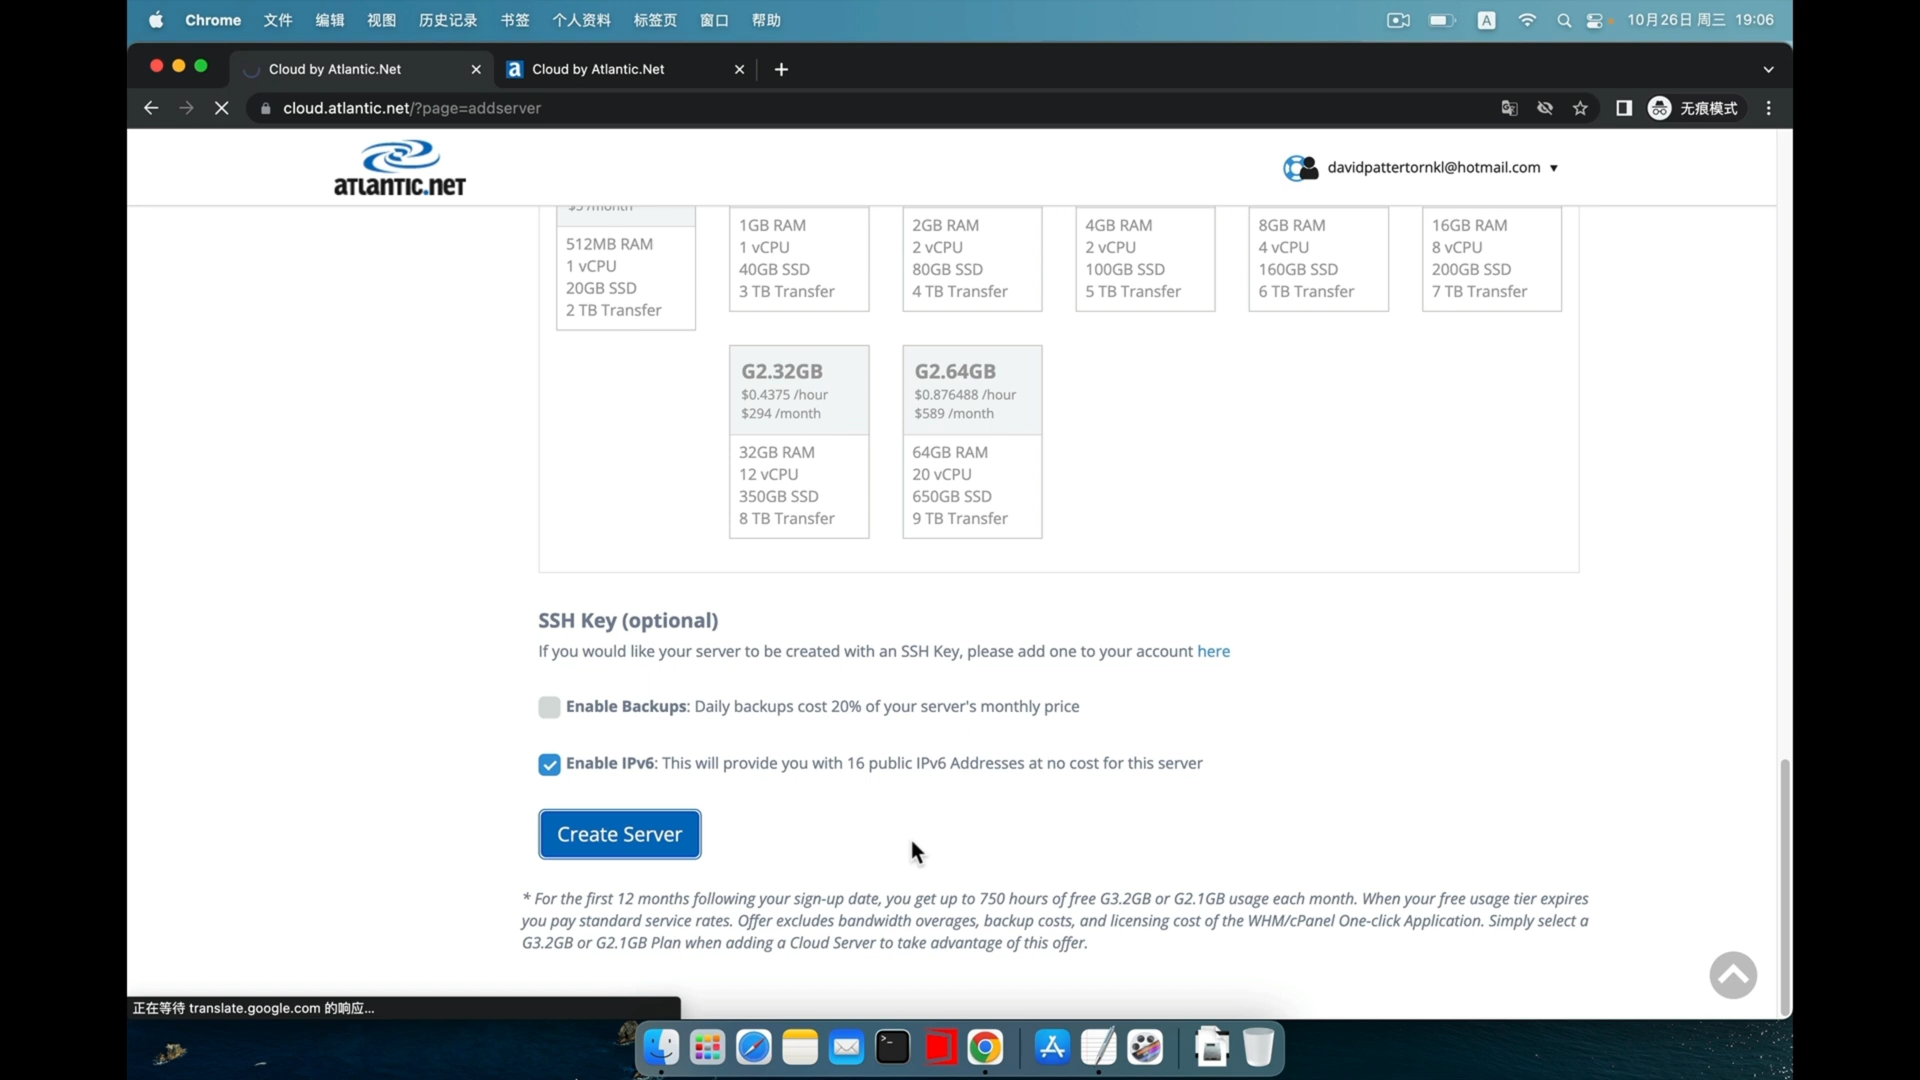 Chrome 文件 编辑 视图 历史记录 书签 个人资料 标签页 窗口 帮助 A 10月26日 周三 19:06
Cloud by Atlantic.Net
Cloud by Atlantic.Net
cloud.atlantic.net/?page=addserver
无痕模式
ATLANTIC.NET
davidpattertornkl@hotmail.com
512MB RAM
1 vCPU
20GB SSD
2 TB Transfer
1GB RAM
1 vCPU
40GB SSD
3 TB Transfer
2GB RAM
2 vCPU
80GB SSD
4 TB Transfer
4GB RAM
2 vCPU
100GB SSD
5 TB Transfer
8GB RAM
4 vCPU
160GB SSD
6 TB Transfer
16GB RAM
8 vCPU
200GB SSD
7 TB Transfer
G2.32GB
$0.4375 /hour
$294 /month
32GB RAM
12 vCPU
350GB SSD
8 TB Transfer
G2.64GB
$0.876488 /hour
$589 /month
64GB RAM
20 vCPU
650GB SSD
9 TB Transfer
SSH Key (optional)
If you would like your server to be created with an SSH Key, please add one to your account here
Enable Backups: Daily backups cost 20% of your server's monthly price
Enable IPv6: This will provide you with 16 public IPv6 Addresses at no cost for this server
Create Server
* For the first 12 months following your sign-up date, you get up to 750 hours of free G3.2GB or G2.1GB usage each month. When your free usage tier expires
you pay standard service rates. Offer excludes bandwidth overages, backup costs, and licensing cost of the WHM/cPanel One-click Application. Simply select a
G3.2GB or G2.1GB Plan when adding a Cloud Server to take advantage of this offer.
正在等待 translate.google.com 的响应...